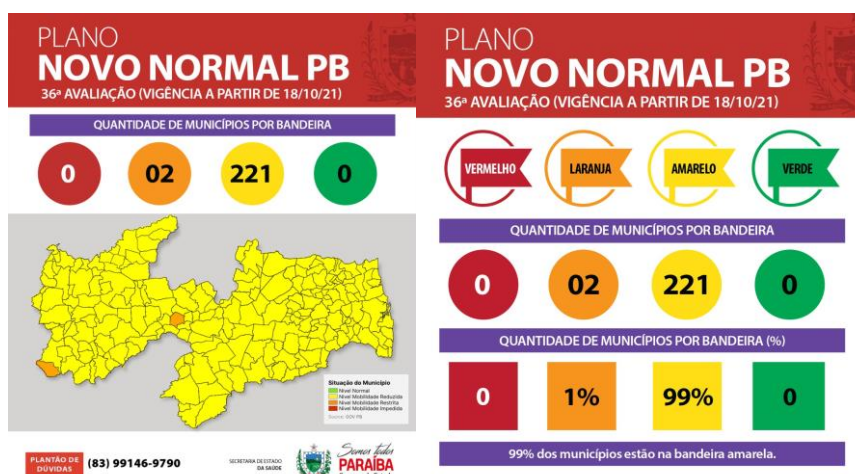 PLANO
NOVO NORMAL PB
36ª AVALIAÇÃO (VIGÊNCIA A PARTIR DE 18/10/21)
QUANTIDADE DE MUNICÍPIOS POR BANDEIRA
0 02 221 0
Situação do Município
Nível Normal
Nível Mobilidade Reduzida
Nível Mobilidade Restrita
Nível Mobilidade Impedida
PLANTÃO DE
DÚVIDAS
(83) 99146-9790
SECRETARIA DE ESTADO
DA SAÚDE
Somos todos
PARAÍBA
PLANO
NOVO NORMAL PB
36ª AVALIAÇÃO (VIGÊNCIA A PARTIR DE 18/10/21)
VERMELHO LARANJA AMARELO VERDE
QUANTIDADE DE MUNICÍPIOS POR BANDEIRA
0 02 221 0
QUANTIDADE DE MUNICÍPIOS POR BANDEIRA (%)
0 1% 99% 0
99% dos municípios estão na bandeira amarela.